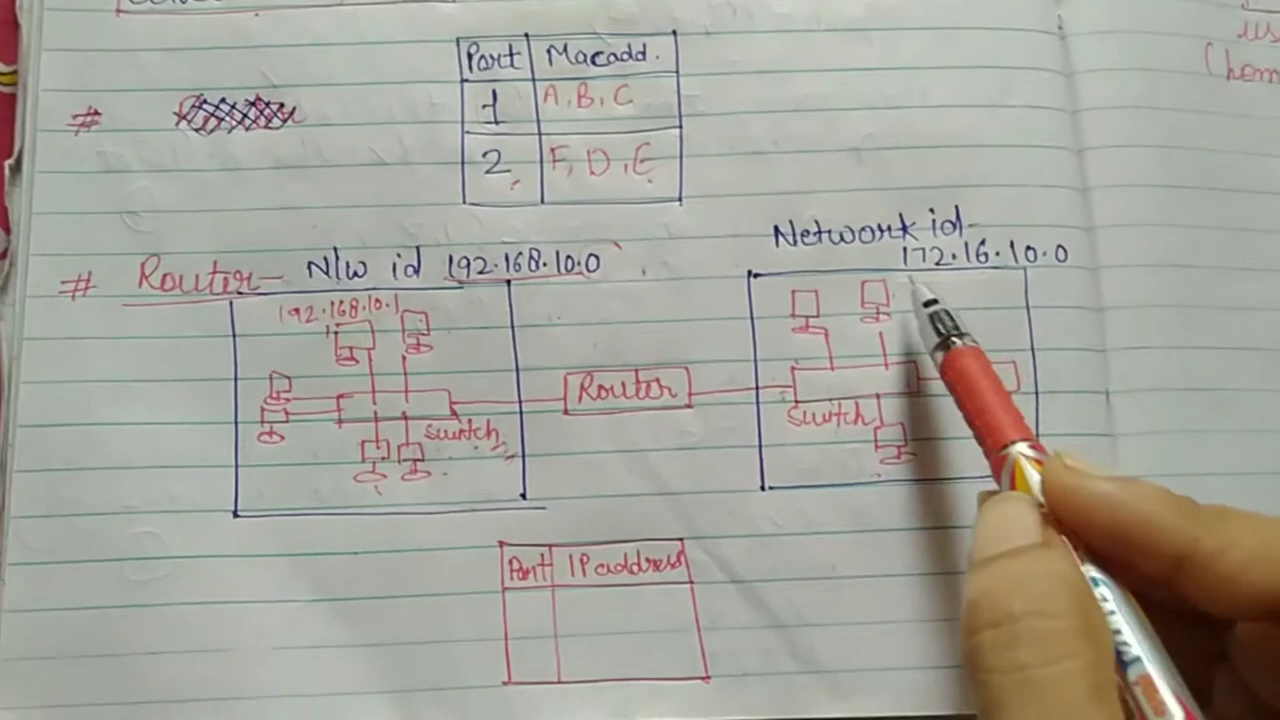 Port Macadd.
1 A, B, C
2 F, D, E
#
# Router - N/W id 192.168.10.0
Network id-
172.16.10.0
192.168.10.1
Router
Switch
Switch
Port IP address